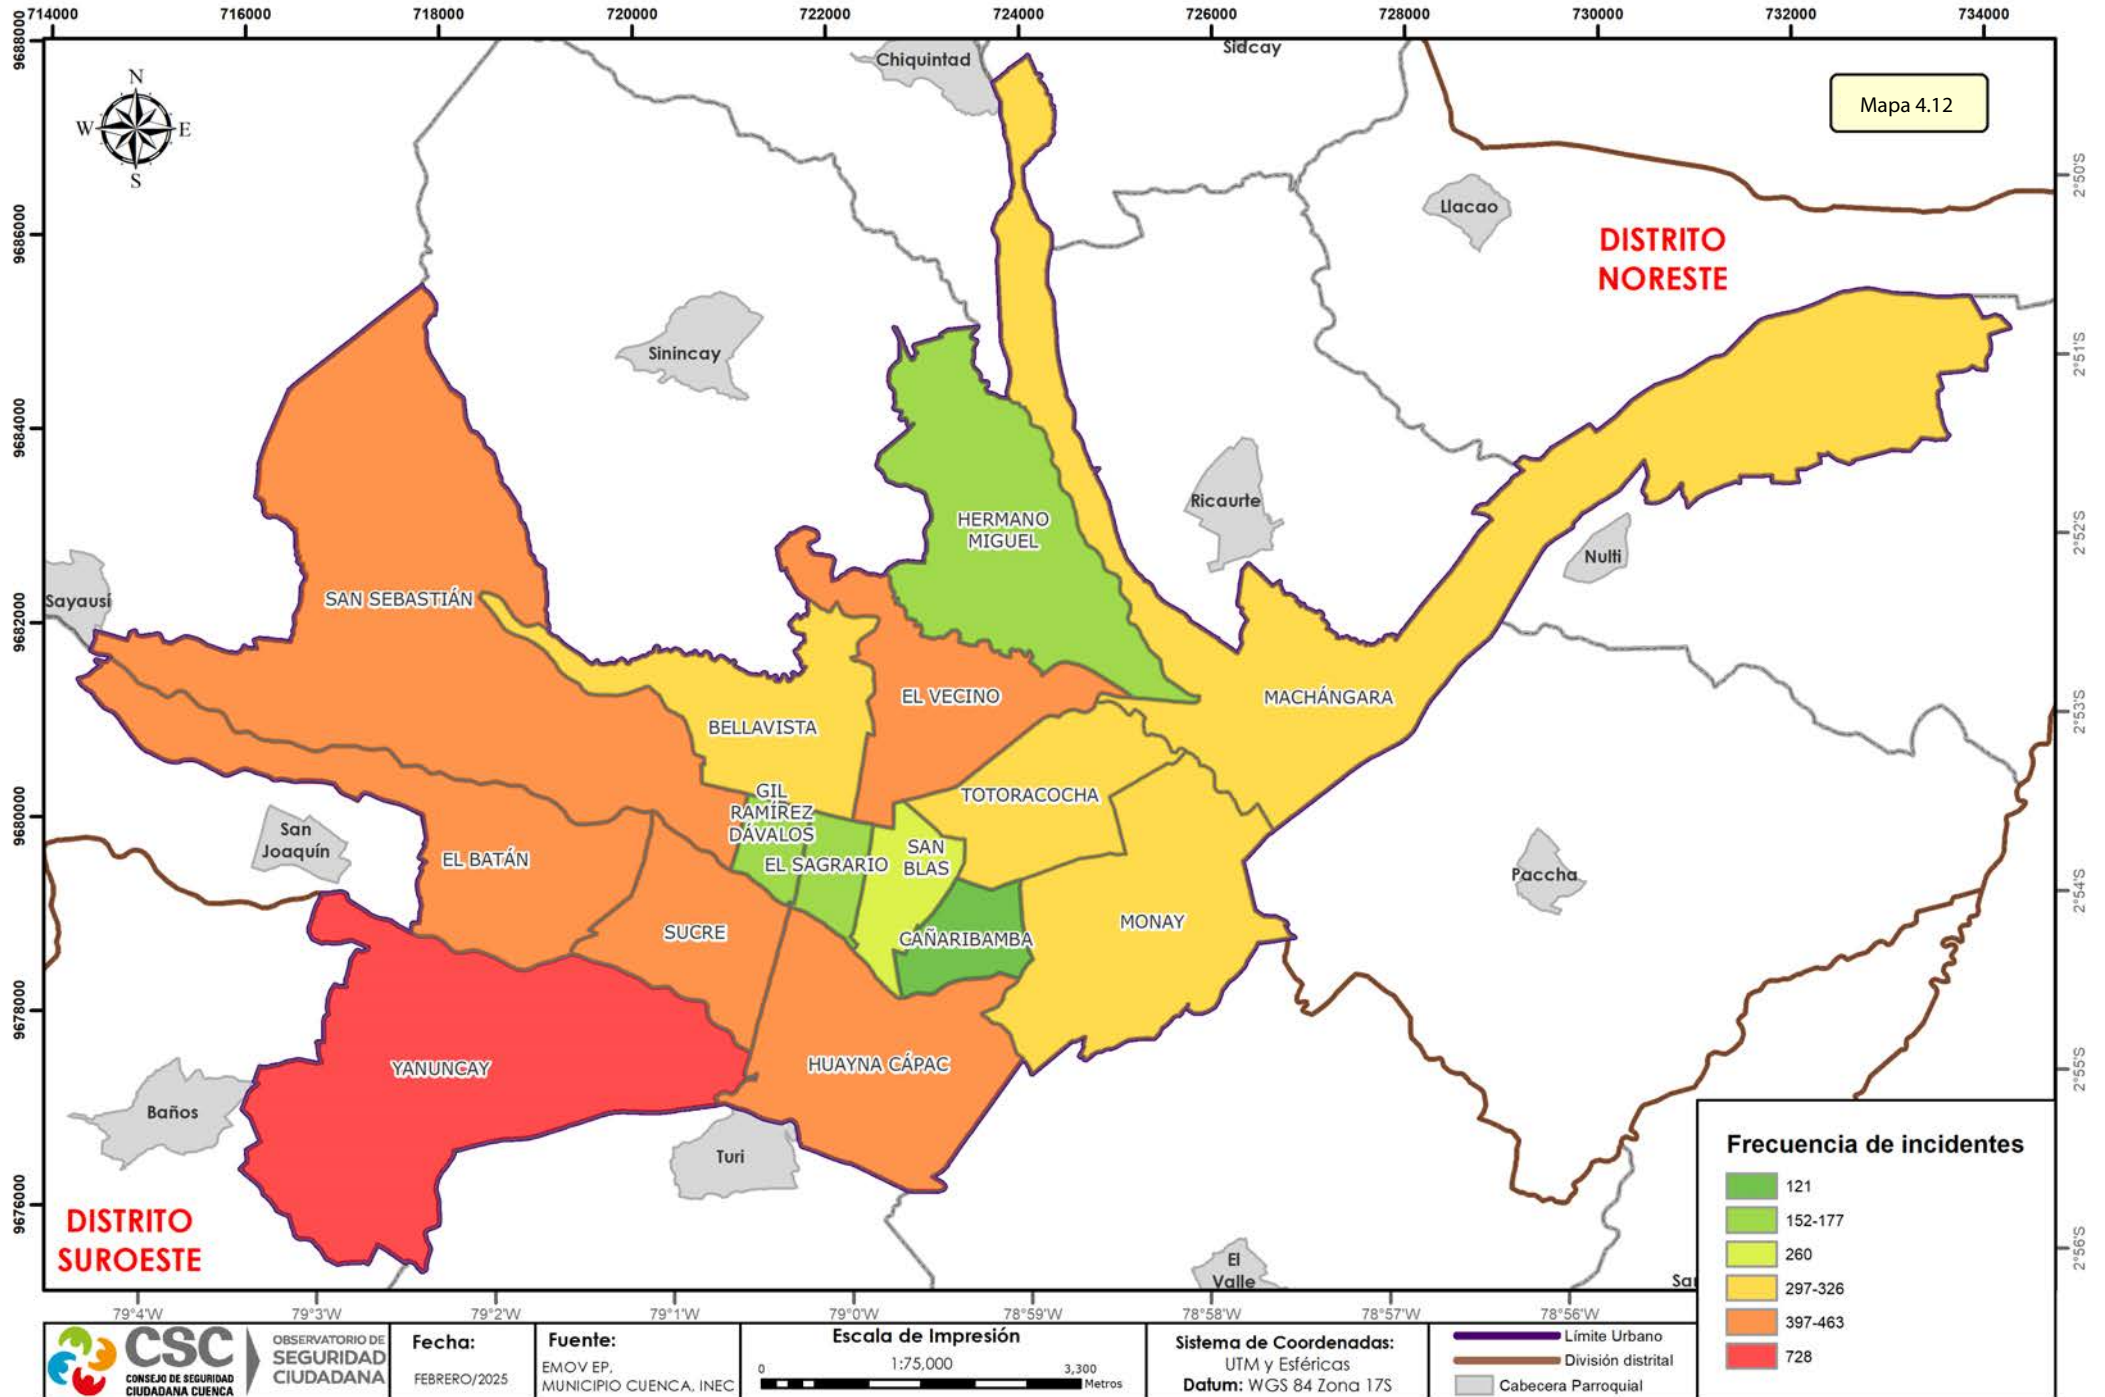 714000
716000
718000
720000
722000
724000
726000
728000
730000
732000
734000
9688000
9686000
9684000
9682000
9680000
9678000
9676000
2°50'S
2°51'S
2°52'S
2°53'S
2°54'S
2°55'S
2°56'S
N
W
E
S
Mapa 4.12
Chiquintad
Sidcay
Llacao
DISTRITO
NORESTE
Sinincay
Ricaurte
Nulti
HERMANO
MIGUEL
Sayausí
SAN SEBASTIÁN
EL VECINO
MACHÁNGARA
BELLAVISTA
GIL
RAMÍREZ
DÁVALOS
TOTORACOCHA
San
Joaquín
EL BATÁN
EL SAGRARIO
SAN
BLAS
Paccha
SUCRE
CAÑARIBAMBA
MONAY
YANUNCAY
HUAYNA CÁPAC
Baños
Turi
DISTRITO
SUROESTE
El
Valle
Frecuencia de incidentes
121
152-177
260
297-326
397-463
728
79°4'W
79°3'W
79°2'W
79°1'W
79°0'W
78°59'W
78°58'W
78°57'W
78°56'W
CSC
CONSEJO DE SEGURIDAD
CIUDADANA CUENCA
OBSERVATORIO DE
SEGURIDAD
CIUDADANA
Fecha:
FEBRERO/2025
Fuente:
EMOV EP,
MUNICIPIO CUENCA, INEC
Escala de Impresión
1:75,000
0
3,300
Metros
Sistema de Coordenadas:
UTM y Esféricas
Datum: WGS 84 Zona 17S
Límite Urbano
División distrital
Cabecera Parroquial